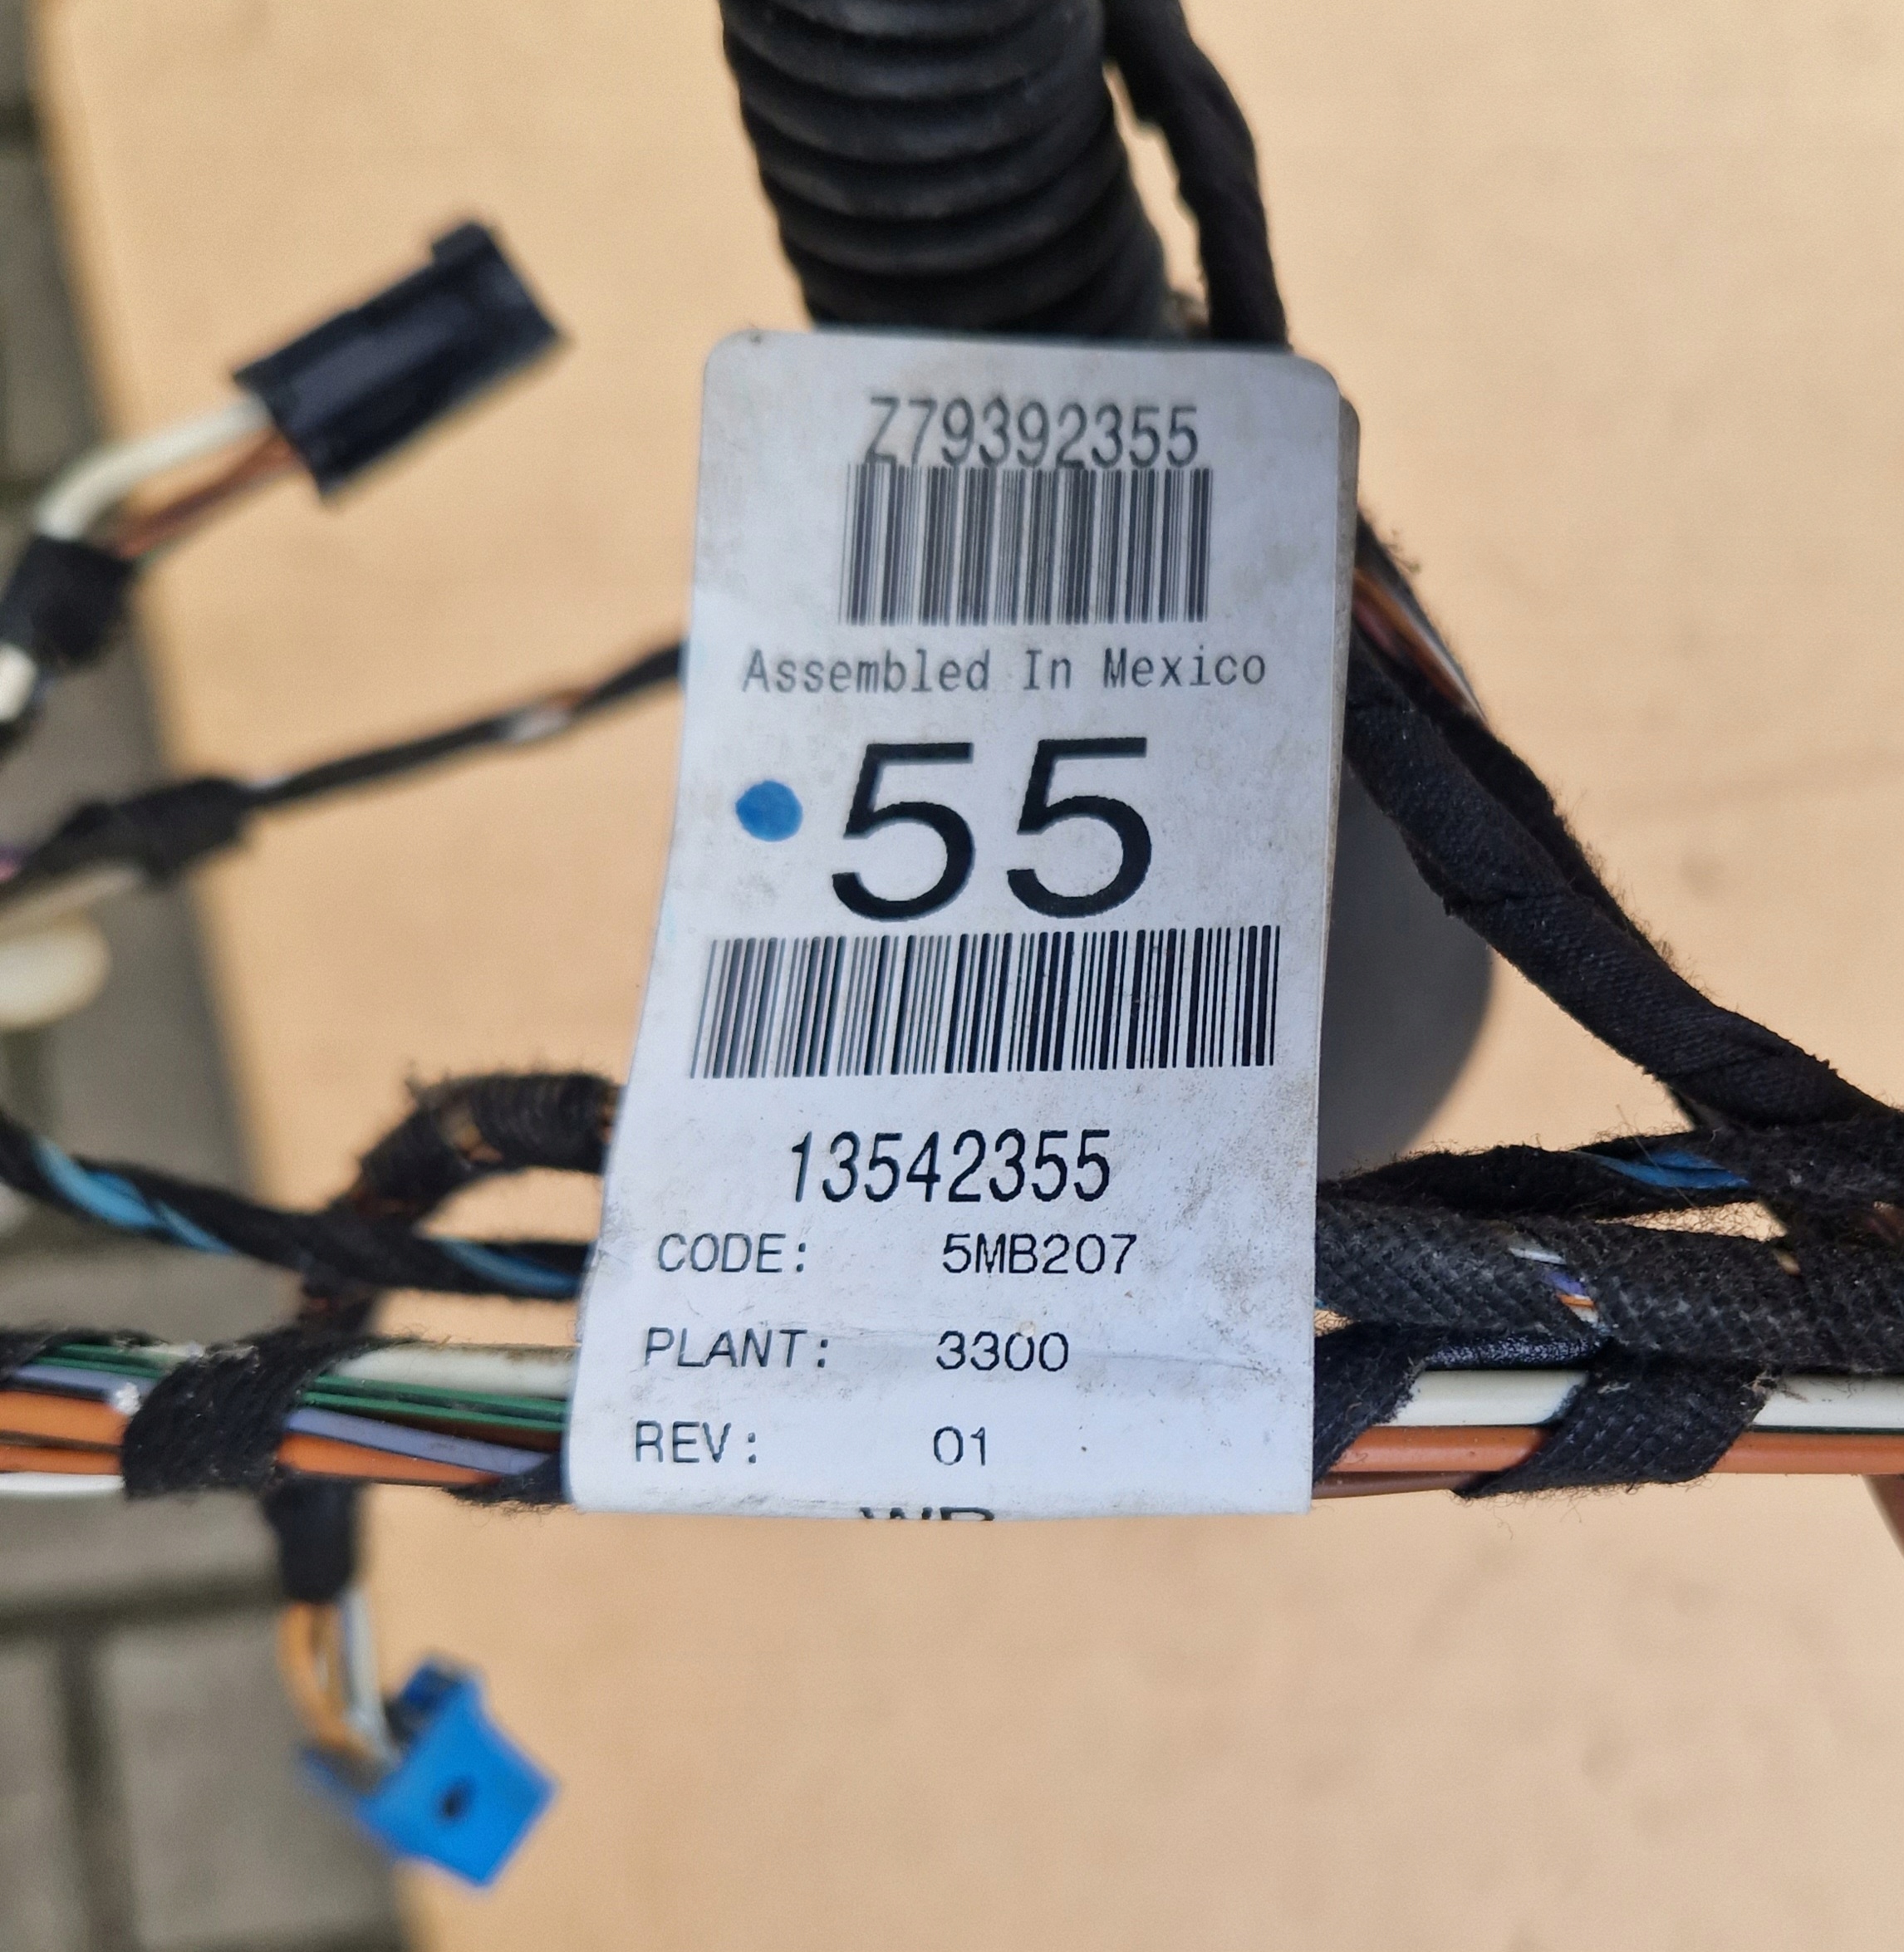 Z79392355
Assembled In Mexico
55
13542355
CODE: 5MB207
PLANT: 3300
REV: 01